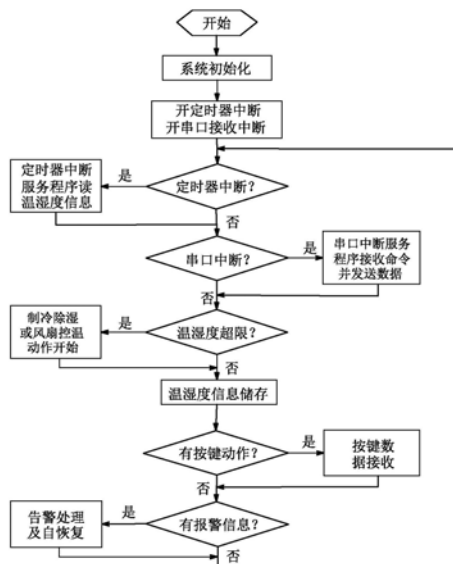 开始
系统初始化
开定时器中断
开串口接收中断
定时器中断
服务程序读
温湿度信息
是
定时器中断？
否
串口中断？
是
串口中断服务
程序接收命令
并发送数据
否
制冷除湿
或风扇控温
动作开始
是
温湿度超限？
否
温湿度信息储存
有按键动作？
是
按键数
据接收
否
告警处理
及自恢复
是
有报警信息？
否